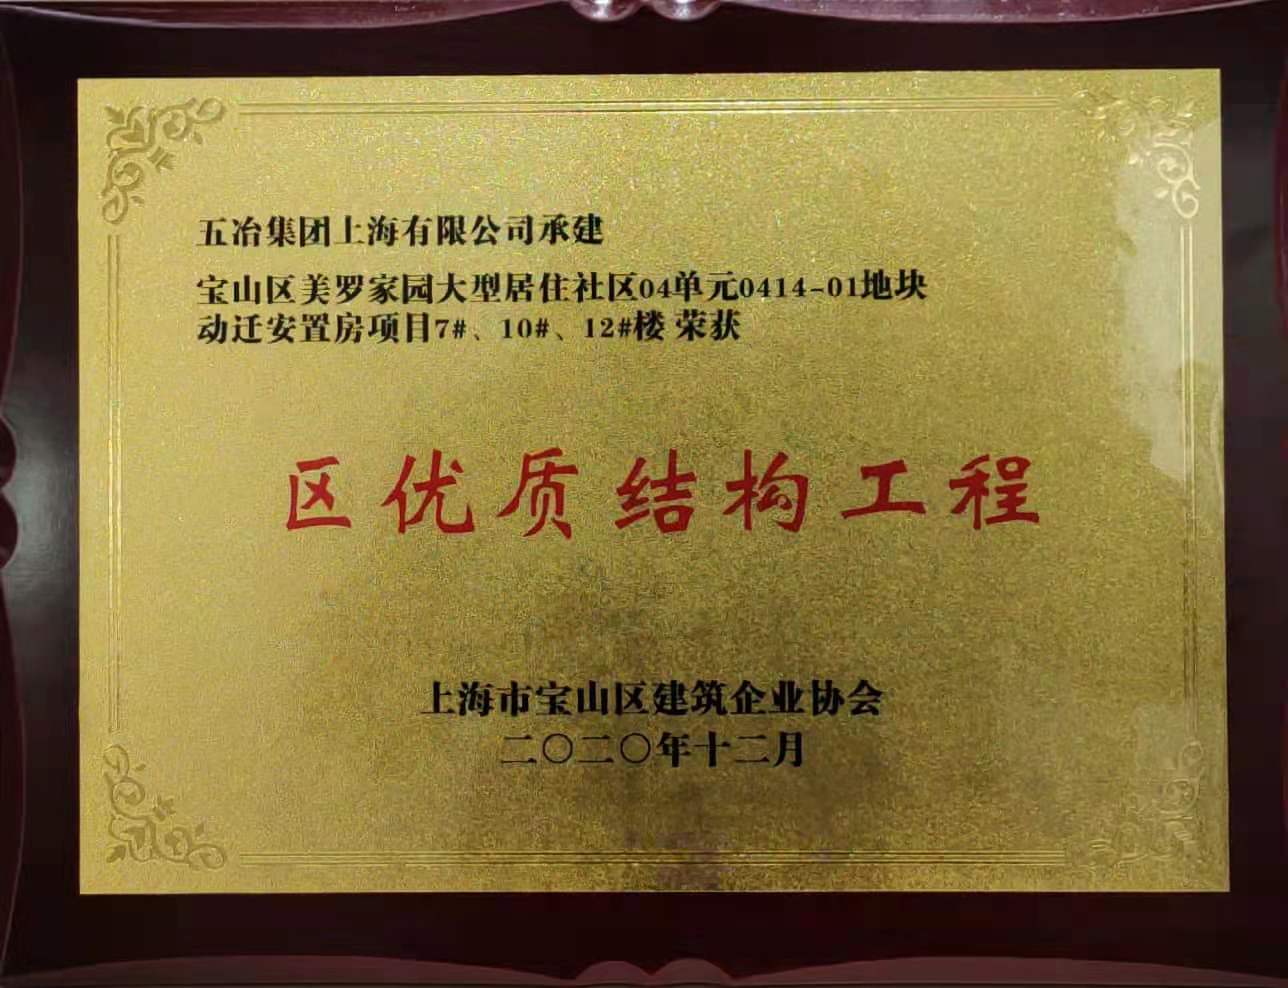 五冶集团上海有限公司承建
宝山区美罗家园大型居住社区04单元0414-01地块
动迁安置房项目7#、10#、12#楼 荣获
区优质结构工程
上海市宝山区建筑企业协会
二〇二〇年十二月